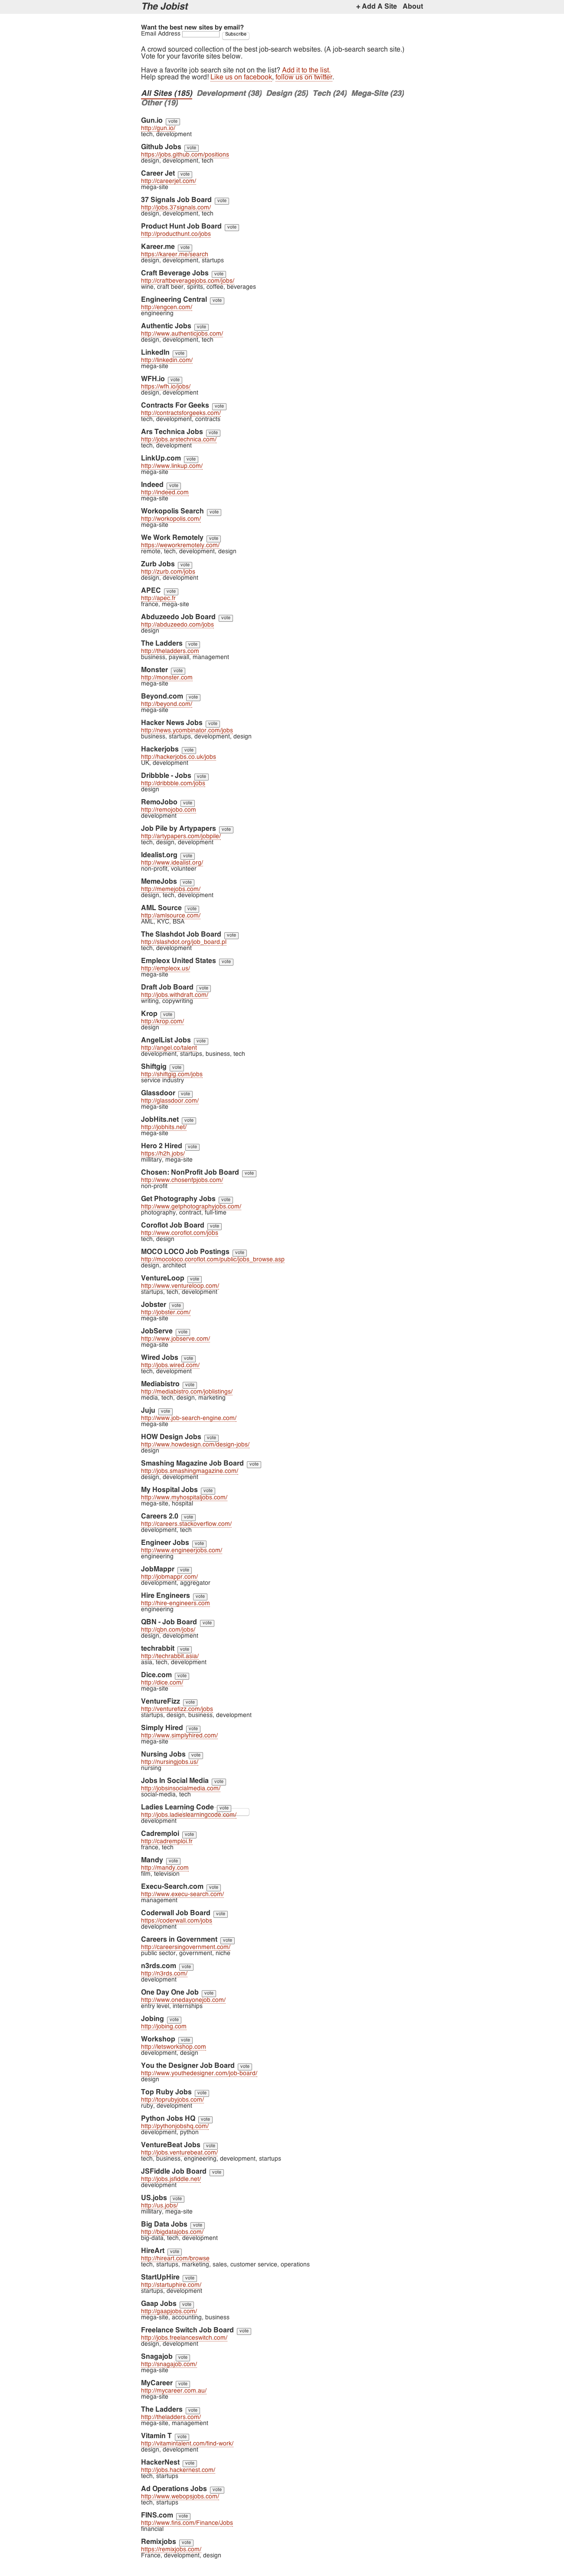 The Jobist
+ Add A Site About
Want the best new sites by email?
Email Address Subscribe
A crowd sourced collection of the best job-search websites. (A job-search search site.)
Vote for your favorite sites below.
Have a favorite job search site not on the list? Add it to the list.
Help spread the word! Like us on facebook, follow us on twitter.
All Sites (185) Development (38) Design (25) Tech (24) Mega-Site (23)
Other (19)
Gun.io vote
http://gun.io/
tech, development
Github Jobs vote
https://jobs.github.com/positions
design, development, tech
Career Jet vote
http://careerjet.com/
mega-site
37 Signals Job Board vote
http://jobs.37signals.com/
design, development, tech
Product Hunt Job Board vote
http://producthunt.co/jobs
Kareer.me vote
https://kareer.me/search
design, development, startups
Craft Beverage Jobs vote
http://craftbeveragejobs.com/jobs/
wine, craft beer, spirits, coffee, beverages
Engineering Central vote
http://engcen.com/
engineering
Authentic Jobs vote
http://www.authenticjobs.com/
design, development, tech
LinkedIn vote
http://linkedin.com/
mega-site
WFH.io vote
https://wfh.io/jobs/
design, development
Contracts For Geeks vote
http://contractsforgeeks.com/
tech, development, contracts
Ars Technica Jobs vote
http://jobs.arstechnica.com/
tech, development
LinkUp.com vote
http://www.linkup.com/
mega-site
Indeed vote
http://indeed.com
mega-site
Workopolis Search vote
http://workopolis.com/
mega-site
We Work Remotely vote
https://weworkremotely.com/
remote, tech, development, design
Zurb Jobs vote
http://zurb.com/jobs
design, development
APEC vote
http://apec.fr
france, mega-site
Abduzeedo Job Board vote
http://abduzeedo.com/jobs
design
The Ladders vote
http://theladders.com
business, paywall, management
Monster vote
http://monster.com
mega-site
Beyond.com vote
http://beyond.com/
mega-site
Hacker News Jobs vote
http://news.ycombinator.com/jobs
business, startups, development, design
Hackerjobs vote
http://hackerjobs.co.uk/jobs
UK, development
Dribbble - Jobs vote
http://dribbble.com/jobs
design
RemoJobo vote
http://remojobo.com
development
Job Pile by Artypapers vote
http://artypapers.com/jobpile/
tech, design, development
Idealist.org vote
http://www.idealist.org/
non-profit, volunteer
MemeJobs vote
http://memejobs.com/
design, tech, development
AML Source vote
http://amlsource.com/
AML, KYC, BSA
The Slashdot Job Board vote
http://slashdot.org/job_board.pl
tech, development
Empleox United States vote
http://empleox.us/
mega-site
Draft Job Board vote
http://jobs.withdraft.com/
writing, copywriting
Krop vote
http://krop.com/
design
AngelList Jobs vote
http://angel.co/talent
development, startups, business, tech
Shiftgig vote
http://shiftgig.com/jobs
service industry
Glassdoor vote
http://glassdoor.com/
mega-site
JobHits.net vote
http://jobhits.net/
mega-site
Hero 2 Hired vote
https://h2h.jobs/
millitary, mega-site
Chosen: NonProfit Job Board vote
http://www.chosenfpjobs.com/
non-profit
Get Photography Jobs vote
http://www.getphotographyjobs.com/
photography, contract, full-time
Coroflot Job Board vote
http://www.coroflot.com/jobs
tech, design
MOCO LOCO Job Postings vote
http://mocoloco.coroflot.com/public/jobs_browse.asp
design, architect
VentureLoop vote
http://www.ventureloop.com/
startups, tech, development
Jobster vote
http://jobster.com/
mega-site
JobServe vote
http://www.jobserve.com/
mega-site
Wired Jobs vote
http://jobs.wired.com/
tech, development
Mediabistro vote
http://mediabistro.com/joblistings/
media, tech, design, marketing
Juju vote
http://www.job-search-engine.com/
mega-site
HOW Design Jobs vote
http://www.howdesign.com/design-jobs/
design
Smashing Magazine Job Board vote
http://jobs.smashingmagazine.com/
design, development
My Hospital Jobs vote
http://www.myhospitaljobs.com/
mega-site, hospital
Careers 2.0 vote
http://careers.stackoverflow.com/
development, tech
Engineer Jobs vote
http://www.engineerjobs.com/
engineering
JobMappr vote
http://jobmappr.com/
development, aggregator
Hire Engineers vote
http://hire-engineers.com
engineering
QBN - Job Board vote
http://qbn.com/jobs/
design, development
techrabbit vote
http://techrabbit.asia/
asia, tech, development
Dice.com vote
http://dice.com/
mega-site
VentureFizz vote
http://venturefizz.com/jobs
startups, design, business, development
Simply Hired vote
http://www.simplyhired.com/
mega-site
Nursing Jobs vote
http://nursingjobs.us/
nursing
Jobs In Social Media vote
http://jobsinsocialmedia.com/
social-media, tech
Ladies Learning Code vote
http://jobs.ladieslearningcode.com/
development
Cadremploi vote
http://cadremploi.fr
france, tech
Mandy vote
http://mandy.com
film, television
Execu-Search.com vote
http://www.execu-search.com/
management
Coderwall Job Board vote
https://coderwall.com/jobs
development
Careers in Government vote
http://careersingovernment.com/
public sector, government, niche
n3rds.com vote
http://n3rds.com/
development
One Day One Job vote
http://www.onedayonejob.com/
entry level, internships
Jobing vote
http://jobing.com
Workshop vote
http://letsworkshop.com
development, design
You the Designer Job Board vote
http://www.youthedesigner.com/job-board/
design
Top Ruby Jobs vote
http://toprubyjobs.com/
ruby, development
Python Jobs HQ vote
http://pythonjobshq.com/
development, python
VentureBeat Jobs vote
http://jobs.venturebeat.com/
tech, business, engineering, development, startups
JSFiddle Job Board vote
http://jobs.jsfiddle.net/
development
US.jobs vote
http://us.jobs/
millitary, mega-site
Big Data Jobs vote
http://bigdatajobs.com/
big-data, tech, development
HireArt vote
http://hireart.com/browse
tech, startups, marketing, sales, customer service, operations
StartUpHire vote
http://startuphire.com/
startups, development
Gaap Jobs vote
http://gaapjobs.com/
mega-site, accounting, business
Freelance Switch Job Board vote
http://jobs.freelanceswitch.com/
design, development
Snagajob vote
http://snagajob.com/
mega-site
MyCareer vote
http://mycareer.com.au/
mega-site
The Ladders vote
http://theladders.com/
mega-site, management
Vitamin T vote
http://vitamintalent.com/find-work/
design, development
HackerNest vote
http://jobs.hackernest.com/
tech, startups
Ad Operations Jobs vote
http://www.webopsjobs.com/
tech, startups
FINS.com vote
http://www.fins.com/Finance/Jobs
financial
Remixjobs vote
https://remixjobs.com/
France, development, design